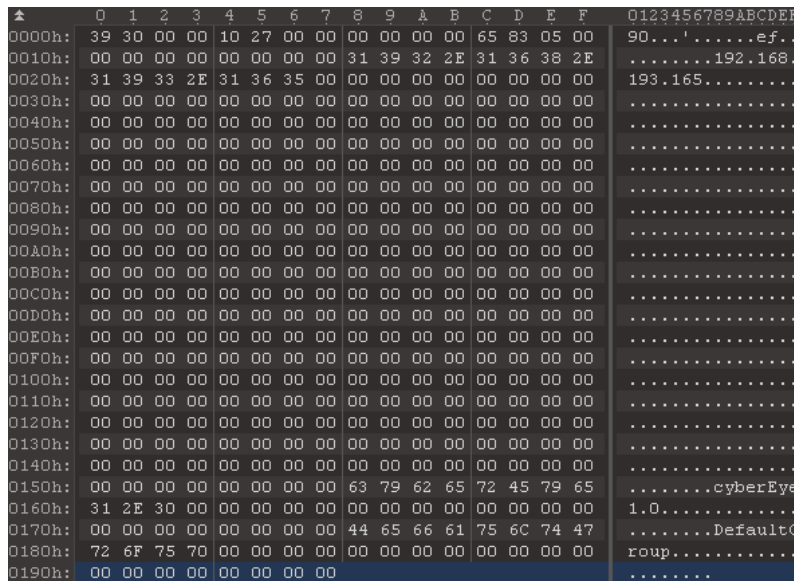 0 1 2 3 4 5 6 7 8 9 A B C D E F 0123456789ABCDEF
0000h: 39 30 00 00 10 27 00 00 00 00 00 00 65 83 05 00 90...'......ef..
0010h: 00 00 00 00 00 00 00 00 31 39 32 2E 31 36 38 2E ........192.168.
0020h: 31 39 33 2E 31 36 35 00 00 00 00 00 00 00 00 00 193.165.........
0030h: 00 00 00 00 00 00 00 00 00 00 00 00 00 00 00 00 ................
0040h: 00 00 00 00 00 00 00 00 00 00 00 00 00 00 00 00 ................
0050h: 00 00 00 00 00 00 00 00 00 00 00 00 00 00 00 00 ................
0060h: 00 00 00 00 00 00 00 00 00 00 00 00 00 00 00 00 ................
0070h: 00 00 00 00 00 00 00 00 00 00 00 00 00 00 00 00 ................
0080h: 00 00 00 00 00 00 00 00 00 00 00 00 00 00 00 00 ................
0090h: 00 00 00 00 00 00 00 00 00 00 00 00 00 00 00 00 ................
00A0h: 00 00 00 00 00 00 00 00 00 00 00 00 00 00 00 00 ................
00B0h: 00 00 00 00 00 00 00 00 00 00 00 00 00 00 00 00 ................
00C0h: 00 00 00 00 00 00 00 00 00 00 00 00 00 00 00 00 ................
00D0h: 00 00 00 00 00 00 00 00 00 00 00 00 00 00 00 00 ................
00E0h: 00 00 00 00 00 00 00 00 00 00 00 00 00 00 00 00 ................
00F0h: 00 00 00 00 00 00 00 00 00 00 00 00 00 00 00 00 ................
0100h: 00 00 00 00 00 00 00 00 00 00 00 00 00 00 00 00 ................
0110h: 00 00 00 00 00 00 00 00 00 00 00 00 00 00 00 00 ................
0120h: 00 00 00 00 00 00 00 00 00 00 00 00 00 00 00 00 ................
0130h: 00 00 00 00 00 00 00 00 00 00 00 00 00 00 00 00 ................
0140h: 00 00 00 00 00 00 00 00 00 00 00 00 00 00 00 00 ................
0150h: 00 00 00 00 00 00 00 00 63 79 62 65 72 45 79 65 ........cyberEye
0160h: 31 2E 30 00 00 00 00 00 00 00 00 00 00 00 00 00 1.0.............
0170h: 00 00 00 00 00 00 00 00 44 65 66 61 75 6C 74 47 ........DefaultG
0180h: 72 6F 75 70 00 00 00 00 00 00 00 00 00 00 00 00 roup............
0190h: 00 00 00 00 00 00 00 00 ........